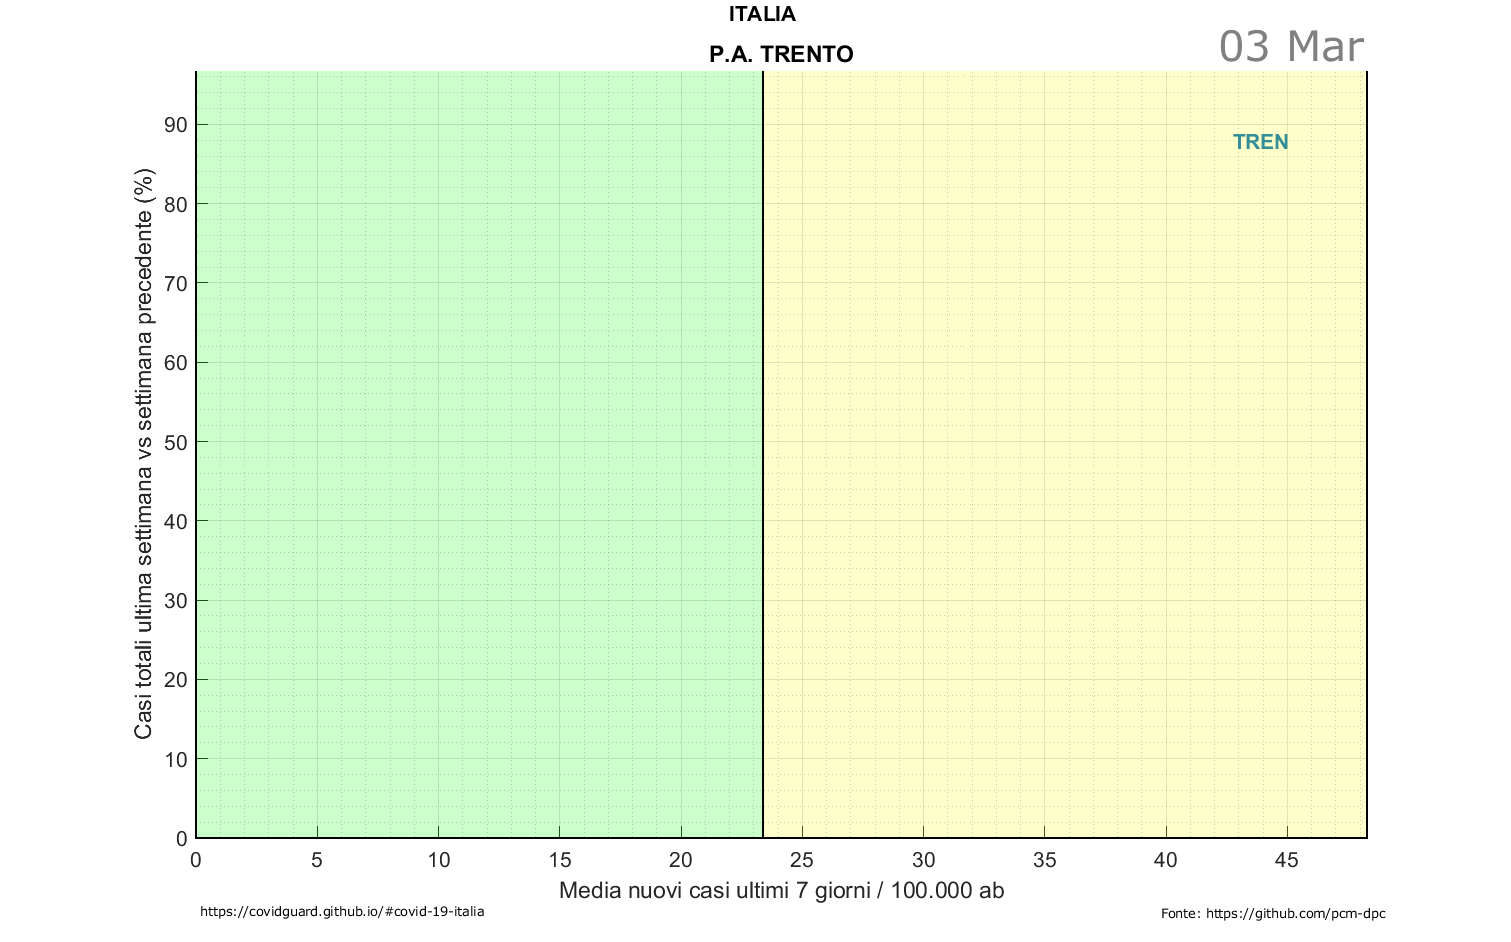 ITALIA
P.A. TRENTO
03 Mar
TREN
Casi totali ultima settimana vs settimana precedente (%)
90
80
70
60
50
40
30
20
10
0
0 5 10 15 20 25 30 35 40 45
Media nuovi casi ultimi 7 giorni / 100.000 ab
https://covidguard.github.io/#covid-19-italia
Fonte: https://github.com/pcm-dpc